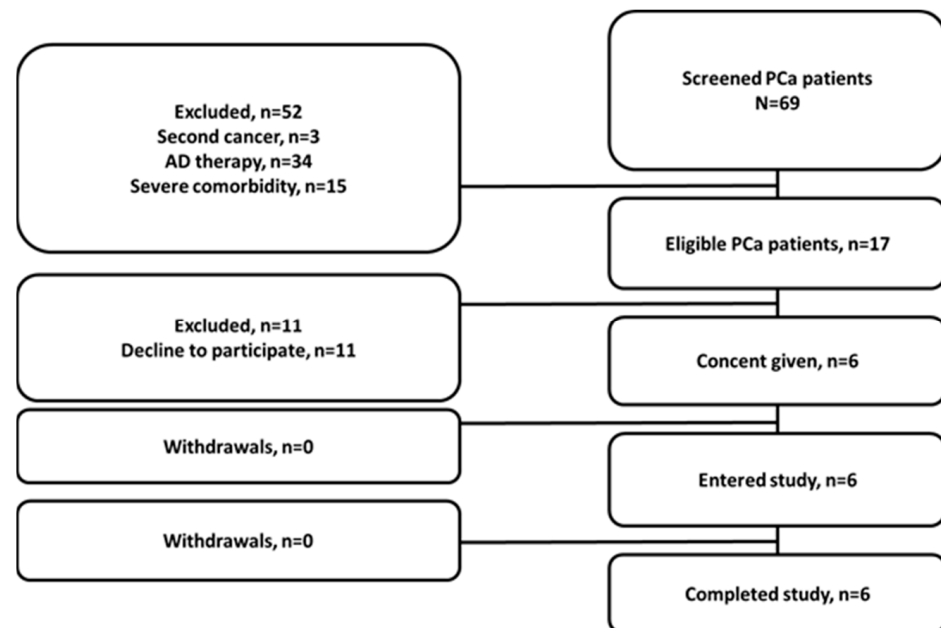 Screened PCa patients
N=69
Excluded, n=52
Second cancer, n=3
AD therapy, n=34
Severe comorbidity, n=15
Eligible PCa patients, n=17
Excluded, n=11
Decline to participate, n=11
Concent given, n=6
Withdrawals, n=0
Entered study, n=6
Withdrawals, n=0
Completed study, n=6